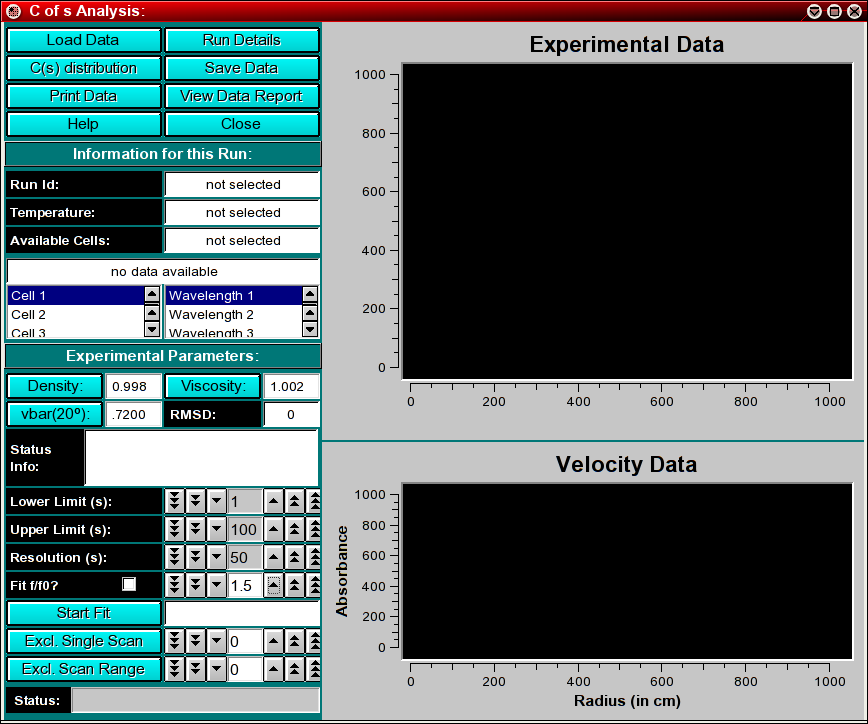 C of s Analysis:
Load Data
Run Details
C(s) distribution
Save Data
Print Data
View Data Report
Help
Close
Information for this Run:
Run Id:
not selected
Temperature:
not selected
Available Cells:
not selected
no data available
Cell 1
Wavelength 1
Cell 2
Wavelength 2
Cell 3
Wavelength 3
Experimental Parameters:
Density:
0.998
Viscosity:
1.002
vbar(20º):
.7200
RMSD:
0
Status
Info:
Lower Limit (s):
1
Upper Limit (s):
100
Resolution (s):
50
Fit f/f0?
1.5
Start Fit
Excl. Single Scan
0
Excl. Scan Range
0
Status:
Experimental Data
1000
800
600
400
200
0
0 200 400 600 800 1000
Velocity Data
Absorbance
1000
800
600
400
200
0
0 200 400 600 800 1000
Radius (in cm)